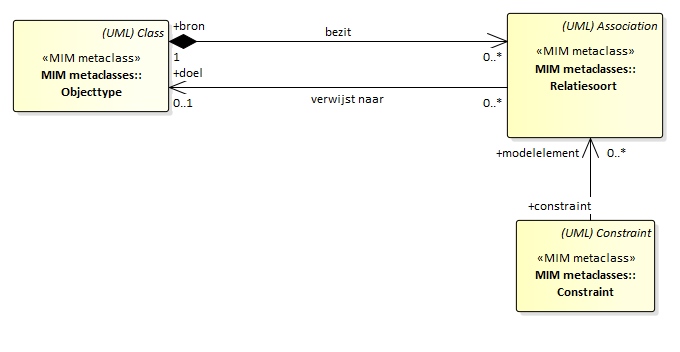 (UML) Class
«MIM metaclass»
MIM metaclasses::
Objecttype
+bron
bezit
1
0..*
+doel
0..1
verwijst naar
0..*
(UML) Association
«MIM metaclass»
MIM metaclasses::
Relatiesoort
+modelelement
0..*
+constraint
(UML) Constraint
«MIM metaclass»
MIM metaclasses::
Constraint